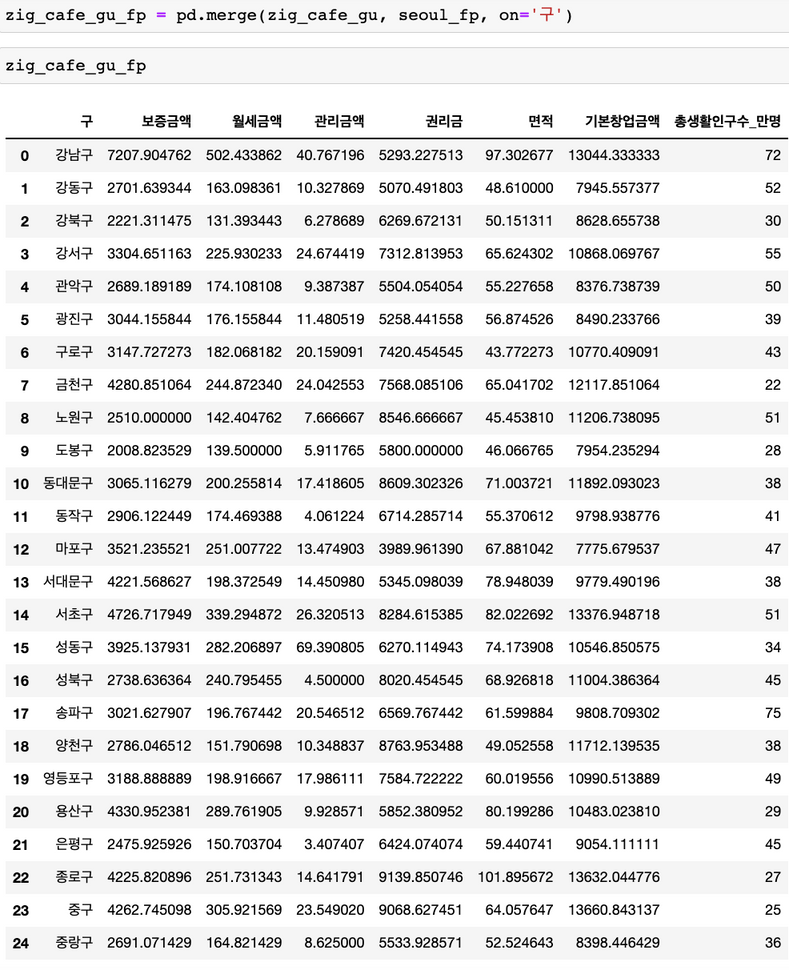 zig_cafe_gu_fp = pd.merge(zig_cafe_gu, seoul_fp, on='구')
zig_cafe_gu_fp
구 보증금액 월세금액 관리금액 권리금 면적 기본창업금액 총생활인구수_만명
0 강남구 7207.904762 502.433862 40.767196 5293.227513 97.302677 13044.333333 72
1 강동구 2701.639344 163.098361 10.327869 5070.491803 48.610000 7945.557377 52
2 강북구 2221.311475 131.393443 6.278689 6269.672131 50.151311 8628.655738 30
3 강서구 3304.651163 225.930233 24.674419 7312.813953 65.624302 10868.069767 55
4 관악구 2689.189189 174.108108 9.387387 5504.054054 55.227658 8376.738739 50
5 광진구 3044.155844 176.155844 11.480519 5258.441558 56.874526 8490.233766 39
6 구로구 3147.727273 182.068182 20.159091 7420.454545 43.772273 10770.409091 43
7 금천구 4280.851064 244.872340 24.042553 7568.085106 65.041702 12117.851064 22
8 노원구 2510.000000 142.404762 7.666667 8546.666667 45.453810 11206.738095 51
9 도봉구 2008.823529 139.500000 5.911765 5800.000000 46.066765 7954.235294 28
10 동대문구 3065.116279 200.255814 17.418605 8609.302326 71.003721 11892.093023 38
11 동작구 2906.122449 174.469388 4.061224 6714.285714 55.370612 9798.938776 41
12 마포구 3521.235521 251.007722 13.474903 3989.961390 67.881042 7775.679537 47
13 서대문구 4221.568627 198.372549 14.450980 5345.098039 78.948039 9779.490196 38
14 서초구 4726.717949 339.294872 26.320513 8284.615385 82.022692 13376.948718 51
15 성동구 3925.137931 282.206897 69.390805 6270.114943 74.173908 10546.850575 34
16 성북구 2738.636364 240.795455 4.500000 8020.454545 68.926818 11004.386364 45
17 송파구 3021.627907 196.767442 20.546512 6569.767442 61.599884 9808.709302 75
18 양천구 2786.046512 151.790698 10.348837 8763.953488 49.052558 11712.139535 38
19 영등포구 3188.888889 198.916667 17.986111 7584.722222 60.019556 10990.513889 49
20 용산구 4330.952381 289.761905 9.928571 5852.380952 80.199286 10483.023810 29
21 은평구 2475.925926 150.703704 3.407407 6424.074074 59.440741 9054.111111 45
22 종로구 4225.820896 251.731343 14.641791 9139.850746 101.895672 13632.044776 27
23 중구 4262.745098 305.921569 23.549020 9068.627451 64.057647 13660.843137 25
24 중랑구 2691.071429 164.821429 8.625000 5533.928571 52.524643 8398.446429 36